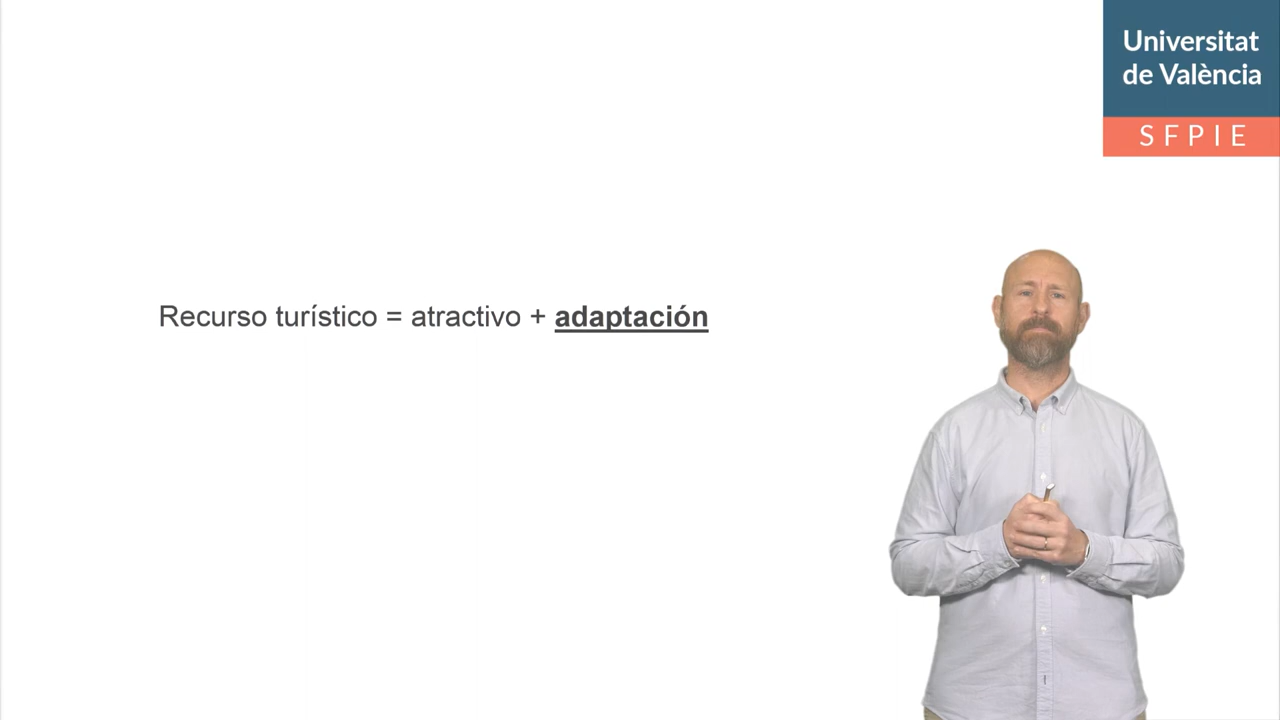 Universitat
de València
SFPIE
Recurso turístico = atractivo + adaptación